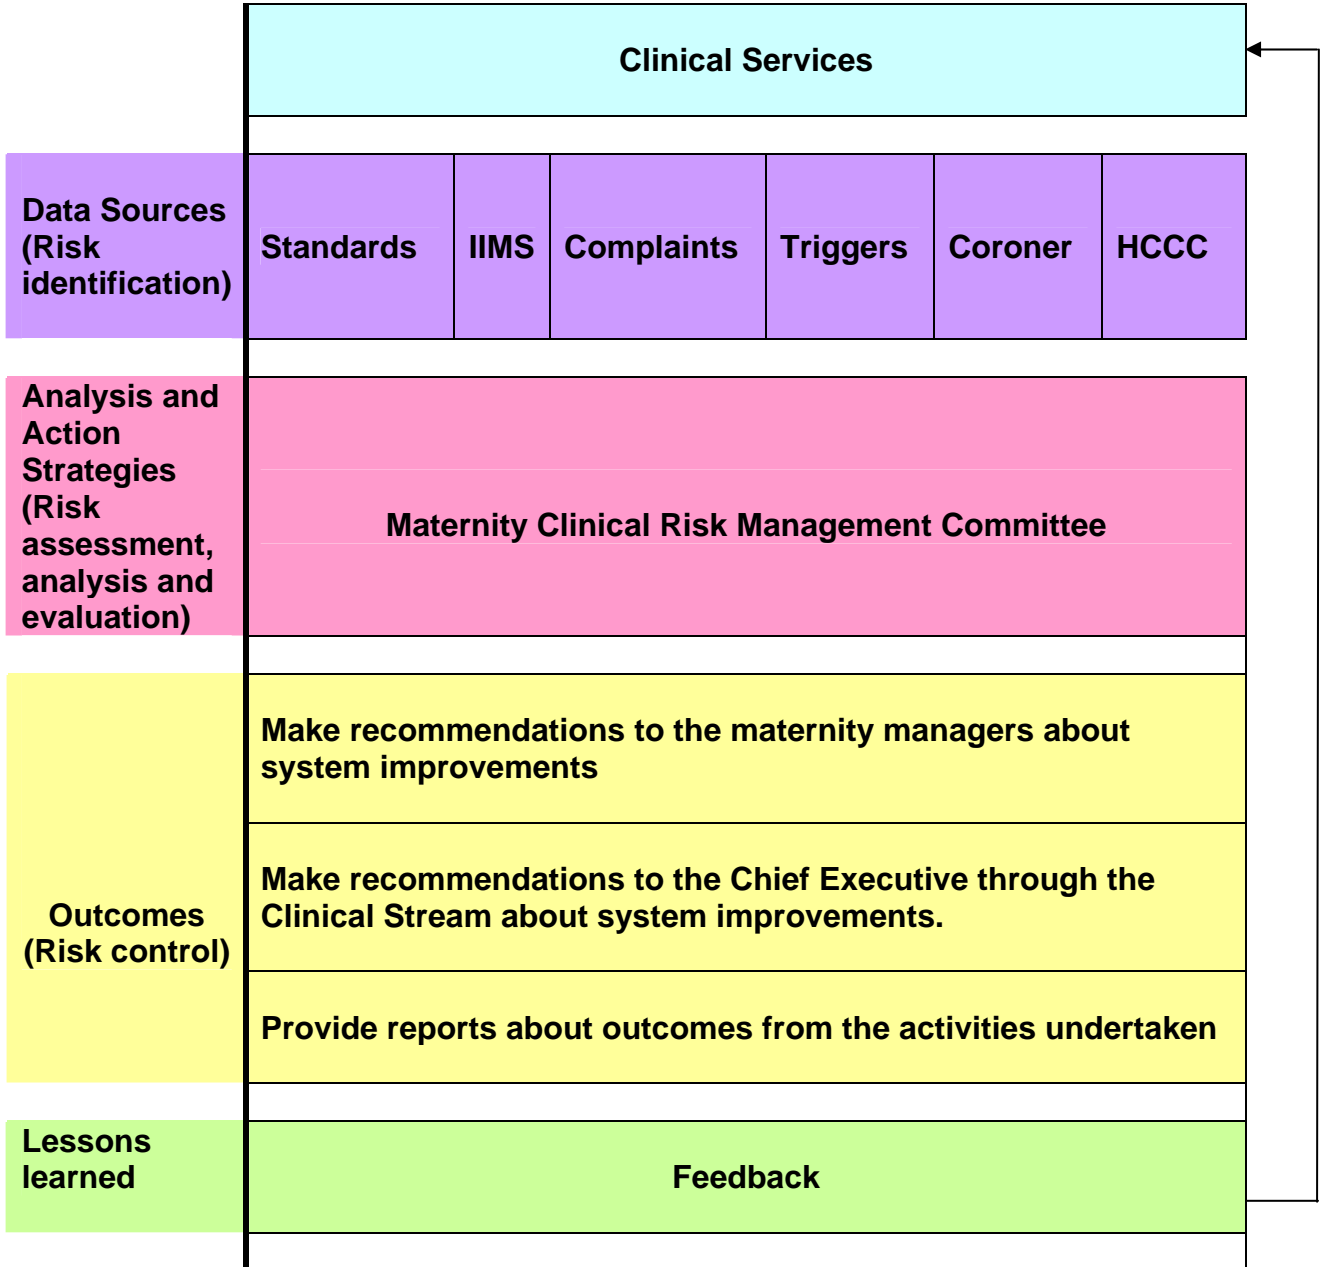 Clinical Services
Data Sources
(Risk
identification)
Standards
IIMS
Complaints
Triggers
Coroner
HCCC
Analysis and
Action
Strategies
(Risk
assessment,
analysis and
evaluation)
Maternity Clinical Risk Management Committee
Outcomes
(Risk control)
Make recommendations to the maternity managers about
system improvements
Make recommendations to the Chief Executive through the
Clinical Stream about system improvements.
Provide reports about outcomes from the activities undertaken
Lessons
learned
Feedback